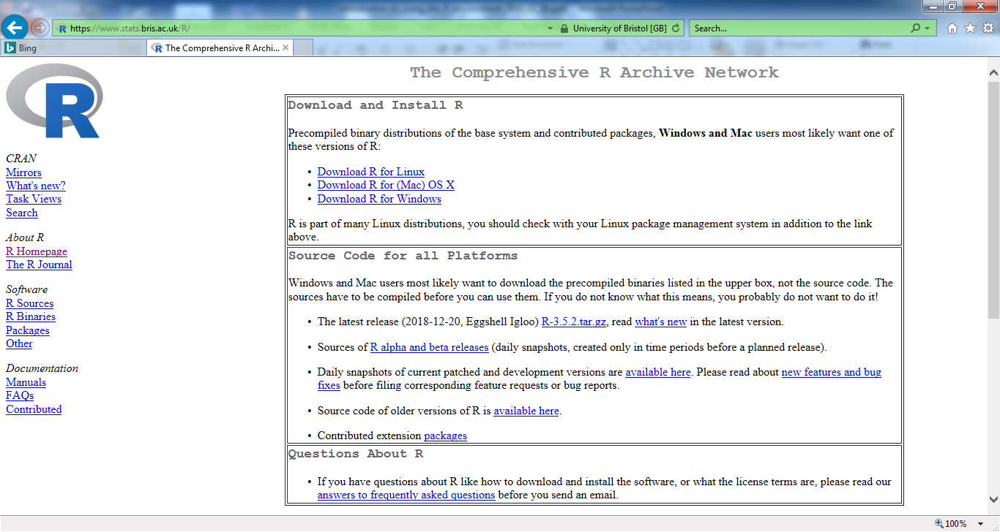 https://www.stats.bris.ac.uk/R/
University of Bristol [GB]
Search...
Bing
The Comprehensive R Archi...
R
The Comprehensive R Archive Network
CRAN
Mirrors
What's new?
Task Views
Search
About R
R Homepage
The R Journal
Software
R Sources
R Binaries
Packages
Other
Documentation
Manuals
FAQs
Contributed
Download and Install R
Precompiled binary distributions of the base system and contributed packages, Windows and Mac users most likely want one of
these versions of R:
• Download R for Linux
• Download R for (Mac) OS X
• Download R for Windows
R is part of many Linux distributions, you should check with your Linux package management system in addition to the link
above.
Source Code for all Platforms
Windows and Mac users most likely want to download the precompiled binaries listed in the upper box, not the source code. The
sources have to be compiled before you can use them. If you do not know what this means, you probably do not want to do it!
• The latest release (2018-12-20, Eggshell Igloo) R-3.5.2.tar.gz, read what's new in the latest version.
• Sources of R alpha and beta releases (daily snapshots, created only in time periods before a planned release).
• Daily snapshots of current patched and development versions are available here. Please read about new features and bug
fixes before filing corresponding feature requests or bug reports.
• Source code of older versions of R is available here.
• Contributed extension packages
Questions About R
• If you have questions about R like how to download and install the software, or what the license terms are, please read our
answers to frequently asked questions before you send an email.
100%